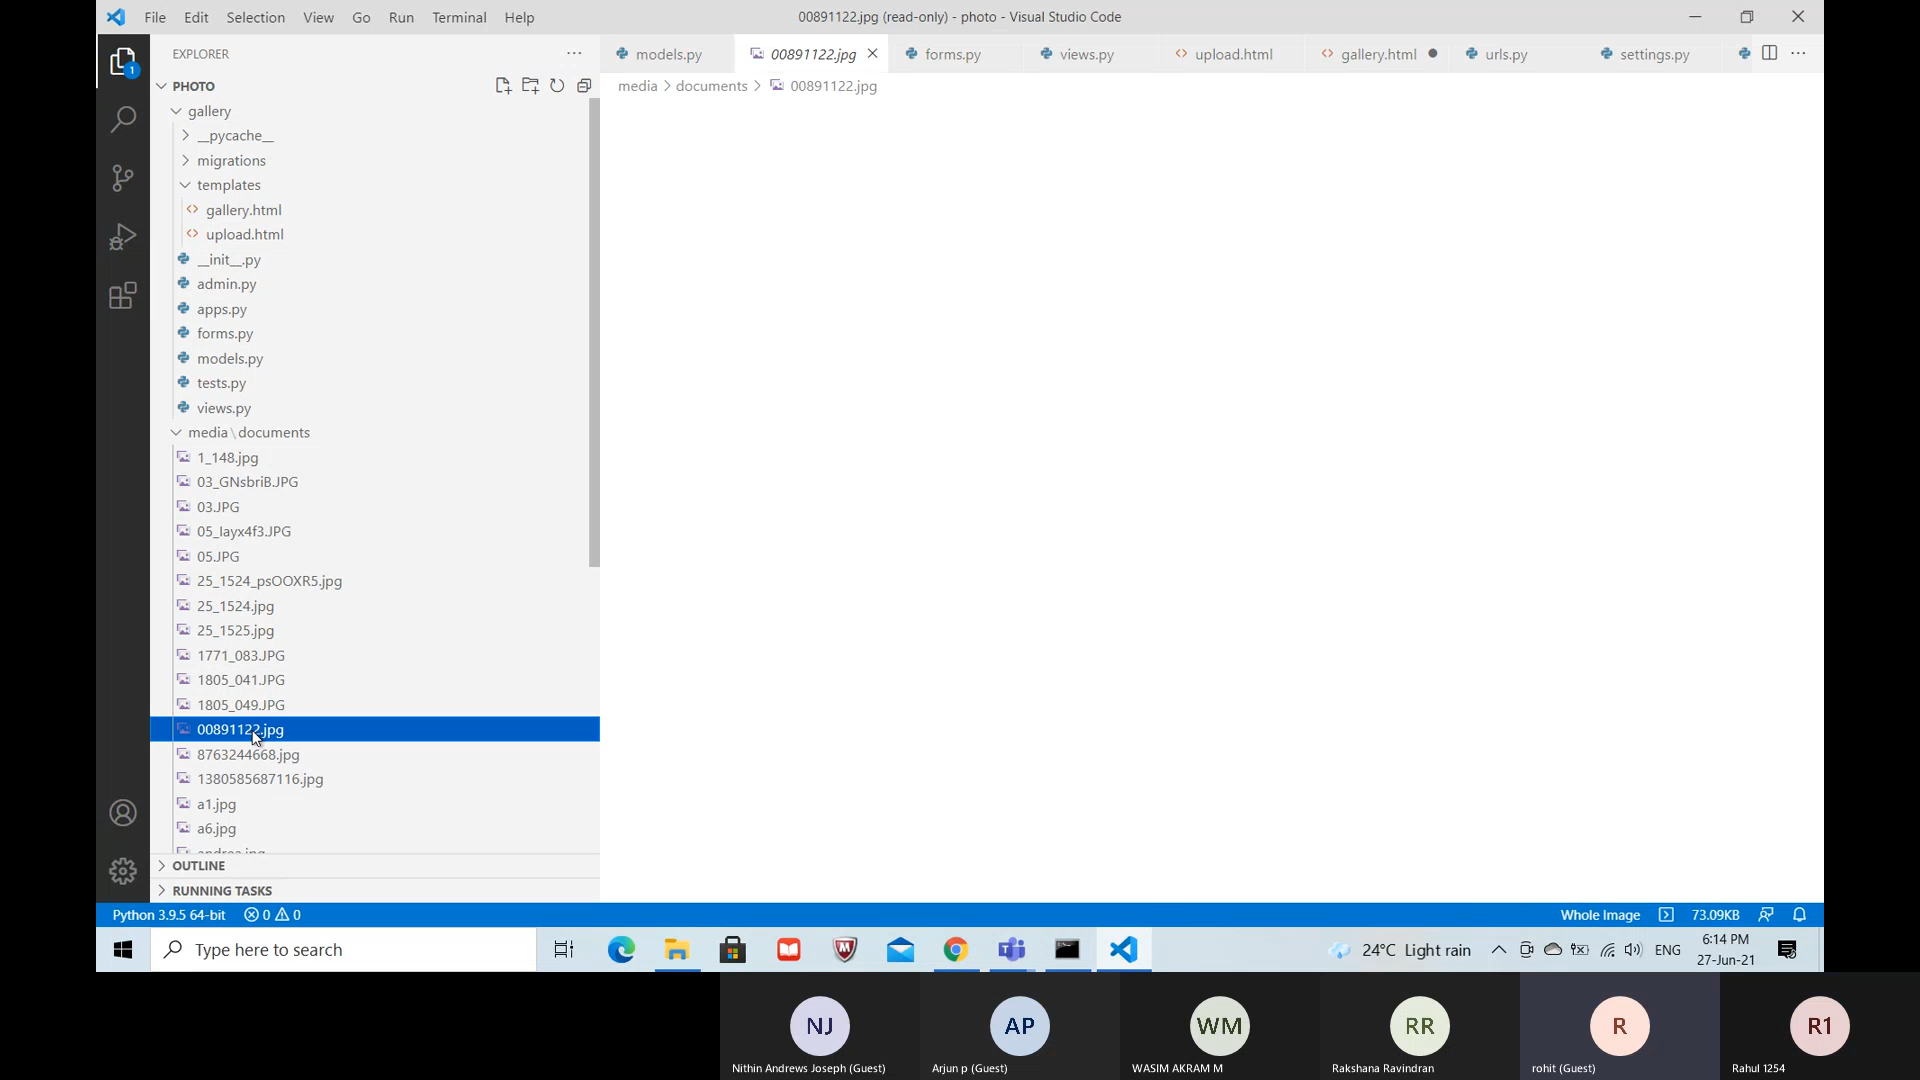 File Edit Selection View Go Run Terminal Help
00891122.jpg (read-only) - photo - Visual Studio Code
EXPLORER
models.py
00891122.jpg
forms.py
views.py
upload.html
gallery.html
urls.py
settings.py
1
PHOTO
media > documents > 00891122.jpg
gallery
__pycache__
migrations
templates
gallery.html
upload.html
__init__.py
admin.py
apps.py
forms.py
models.py
tests.py
views.py
media\documents
1_148.jpg
03_GNsbriB.JPG
03.JPG
05_Iayx4f3.JPG
05.JPG
25_1524_psOOXR5.jpg
25_1524.jpg
25_1525.jpg
1771_083.JPG
1805_041.JPG
1805_049.JPG
00891122.jpg
8763244668.jpg
1380585687116.jpg
a1.jpg
a6.jpg
OUTLINE
RUNNING TASKS
Python 3.9.5 64-bit 0 0
Whole Image 73.09KB
Type here to search
24°C Light rain
ENG
6:14 PM
27-Jun-21
NJ
AP
WM
RR
R
R1
Nithin Andrews Joseph (Guest)
Arjun p (Guest)
WASIM AKRAM M
Rakshana Ravindran
rohit (Guest)
Rahul 1254